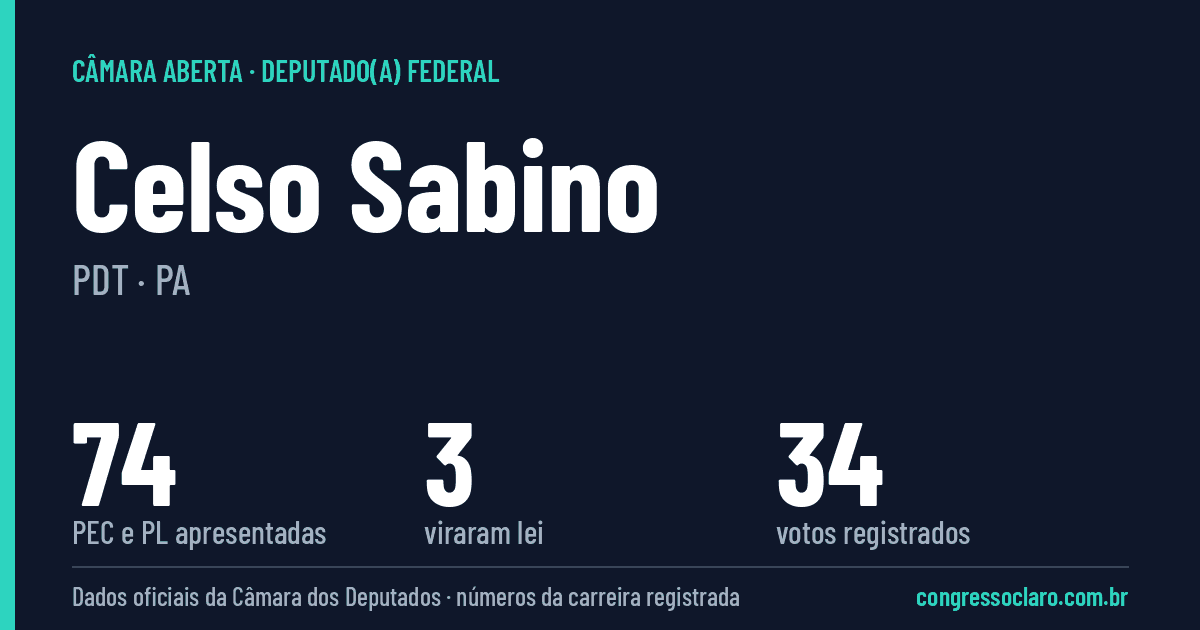 CÂMARA ABERTA · DEPUTADO(A) FEDERAL
Celso Sabino
PDT · PA
74
PEC e PL apresentadas
3
viraram lei
34
votos registrados
Dados oficiais da Câmara dos Deputados · números da carreira registrada
congressoclaro.com.br